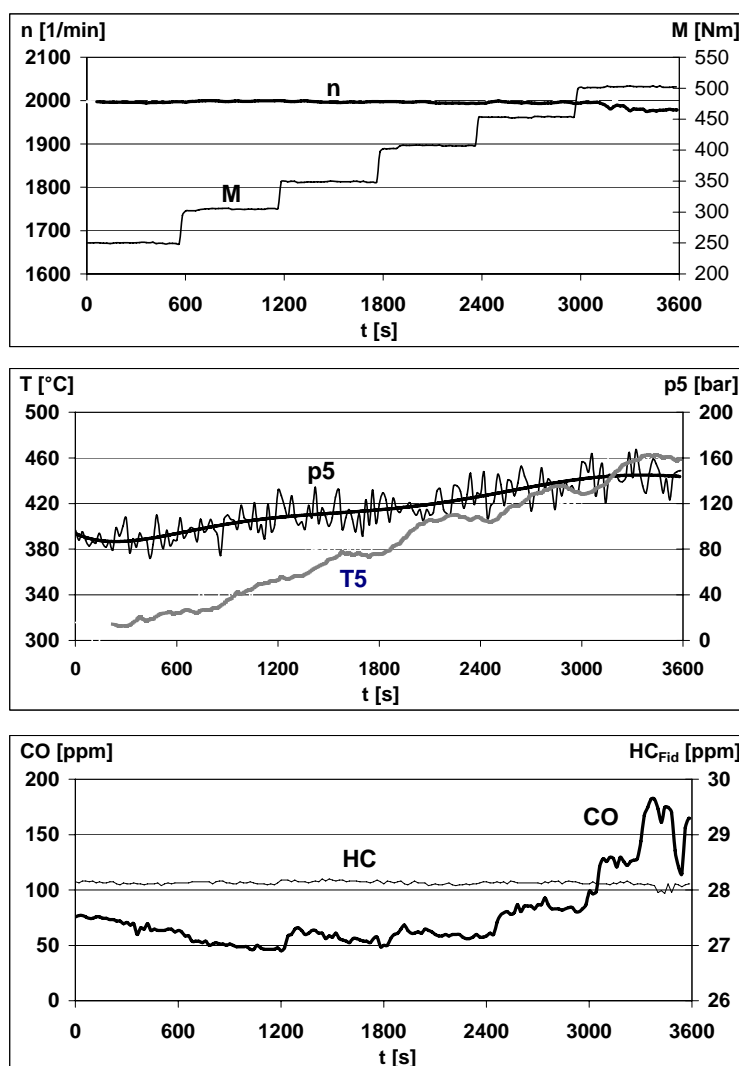 n [1/min] M [Nm]
2100 550
2000 500
1900 450
1800 400
1700 350
1600 300
250
200
n
M
0 600 1200 1800 2400 3000 3600
t [s]
T [°C] p5 [bar]
500 200
460 160
420 120
380 80
340 40
300 0
p5
T5
0 600 1200 1800 2400 3000 3600
t [s]
CO [ppm] HC Fid [ppm]
200 30
150 29
100 28
50 27
0 26
CO
HC
0 600 1200 1800 2400 3000 3600
t [s]